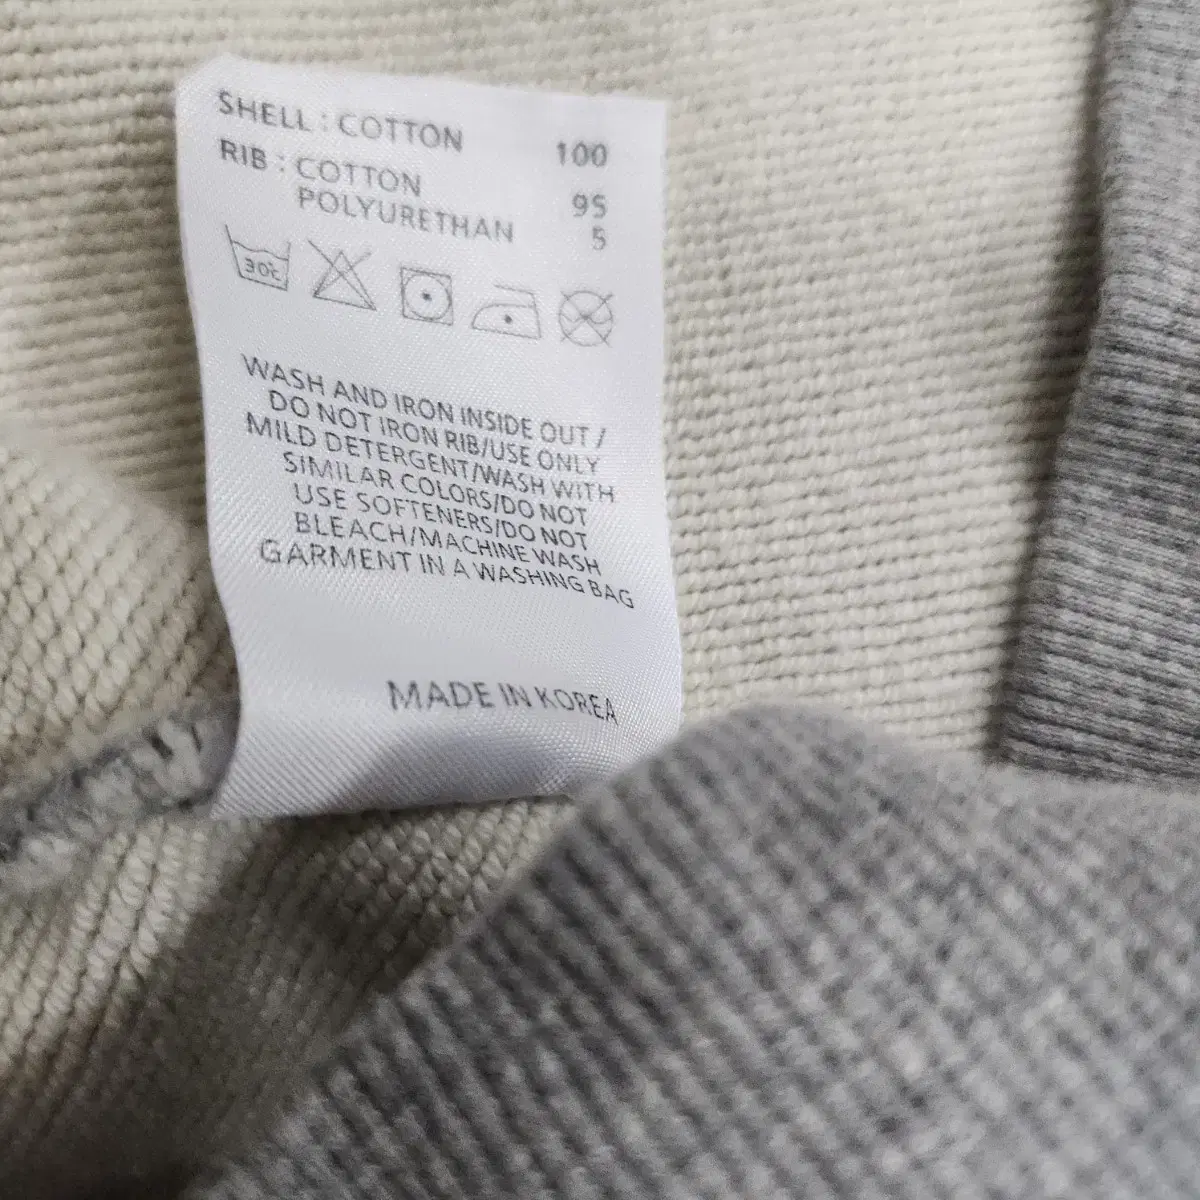 SHELL : COTTON 100
RIB : COTTON 95
POLYURETHAN 5
30℃
WASH AND IRON INSIDE OUT /
DO NOT IRON RIB/USE ONLY
MILD DETERGENT/WASH WITH
SIMILAR COLORS/DO NOT
USE SOFTENERS/DO NOT
BLEACH/MACHINE WASH
GARMENT IN A WASHING BAG
MADE IN KOREA